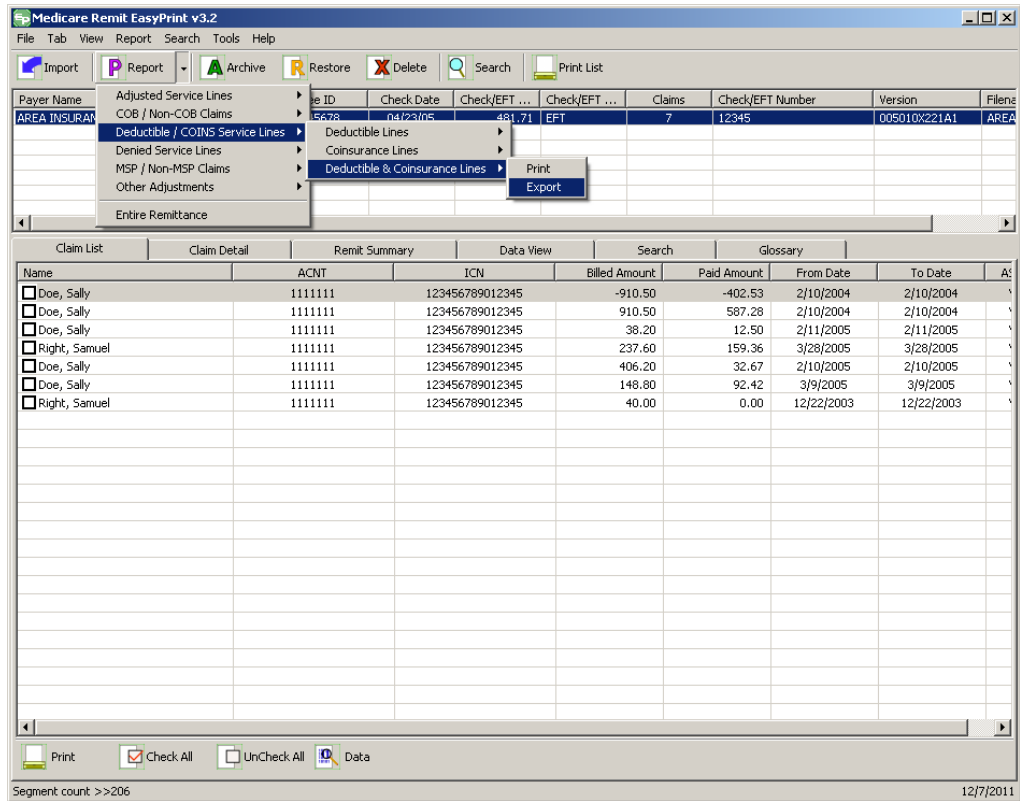 Medicare Remit EasyPrint v3.2
File Tab View Report Search Tools Help
Import Report Archive Restore Delete Search Print List
Payer Name ee ID Check Date Check/EFT ... Check/EFT ... Claims Check/EFT Number Version Filena
AREA INSURAN 5678 04/23/05 481.71 EFT 7 12345 005010X221A1 AREA
Adjusted Service Lines
COB / Non-COB Claims
Deductible / COINS Service Lines
Denied Service Lines
MSP / Non-MSP Claims
Other Adjustments
Entire Remittance
Deductible Lines
Coinsurance Lines
Deductible & Coinsurance Lines
Print
Export
Claim List Claim Detail Remit Summary Data View Search Glossary
Name ACNT ICN Billed Amount Paid Amount From Date To Date AS
Doe, Sally 1111111 123456789012345 -910.50 -402.53 2/10/2004 2/10/2004
Doe, Sally 1111111 123456789012345 910.50 587.28 2/10/2004 2/10/2004
Doe, Sally 1111111 123456789012345 38.20 12.50 2/11/2005 2/11/2005
Right, Samuel 1111111 123456789012345 237.60 159.36 3/28/2005 3/28/2005
Doe, Sally 1111111 123456789012345 406.20 32.67 2/10/2005 2/10/2005
Doe, Sally 1111111 123456789012345 148.80 92.42 3/9/2005 3/9/2005
Right, Samuel 1111111 123456789012345 40.00 0.00 12/22/2003 12/22/2003
Print Check All UnCheck All Data
Segment count >>206 12/7/2011